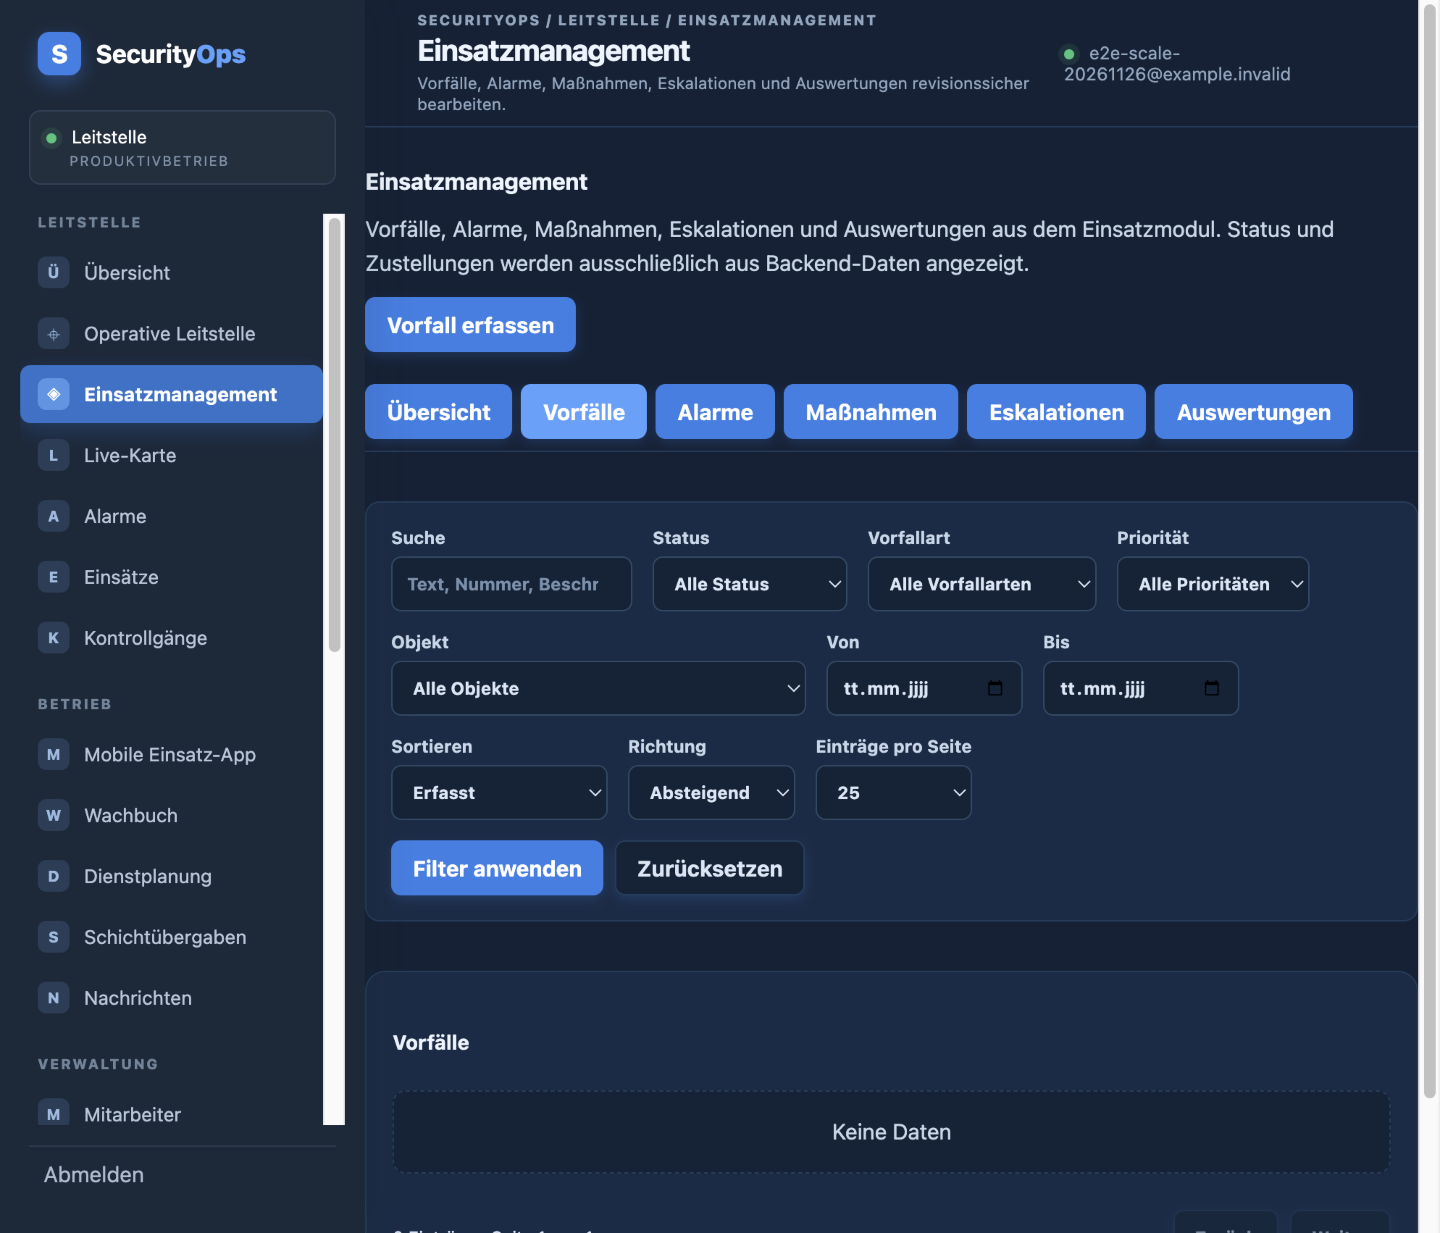 S SecurityOps
Leitstelle
PRODUKTIVBETRIEB
LEITSTELLE
Ü Übersicht
Operative Leitstelle
Einsatzmanagement
L Live-Karte
A Alarme
E Einsätze
K Kontrollgänge
BETRIEB
M Mobile Einsatz-App
W Wachbuch
D Dienstplanung
S Schichtübergaben
N Nachrichten
VERWALTUNG
M Mitarbeiter
Abmelden
SECURITYOPS / LEITSTELLE / EINSATZMANAGEMENT
Einsatzmanagement
Vorfälle, Alarme, Maßnahmen, Eskalationen und Auswertungen revisionssicher
bearbeiten.
e2e-scale-
20261126@example.invalid
Einsatzmanagement
Vorfälle, Alarme, Maßnahmen, Eskalationen und Auswertungen aus dem Einsatzmodul. Status und
Zustellungen werden ausschließlich aus Backend-Daten angezeigt.
Vorfall erfassen
Übersicht Vorfälle Alarme Maßnahmen Eskalationen Auswertungen
Suche Status Vorfallart Priorität
Text, Nummer, Beschr Alle Status Alle Vorfallarten Alle Prioritäten
Objekt Von Bis
Alle Objekte tt.mm.jjjj tt.mm.jjjj
Sortieren Richtung Einträge pro Seite
Erfasst Absteigend 25
Filter anwenden Zurücksetzen
Vorfälle
Keine Daten